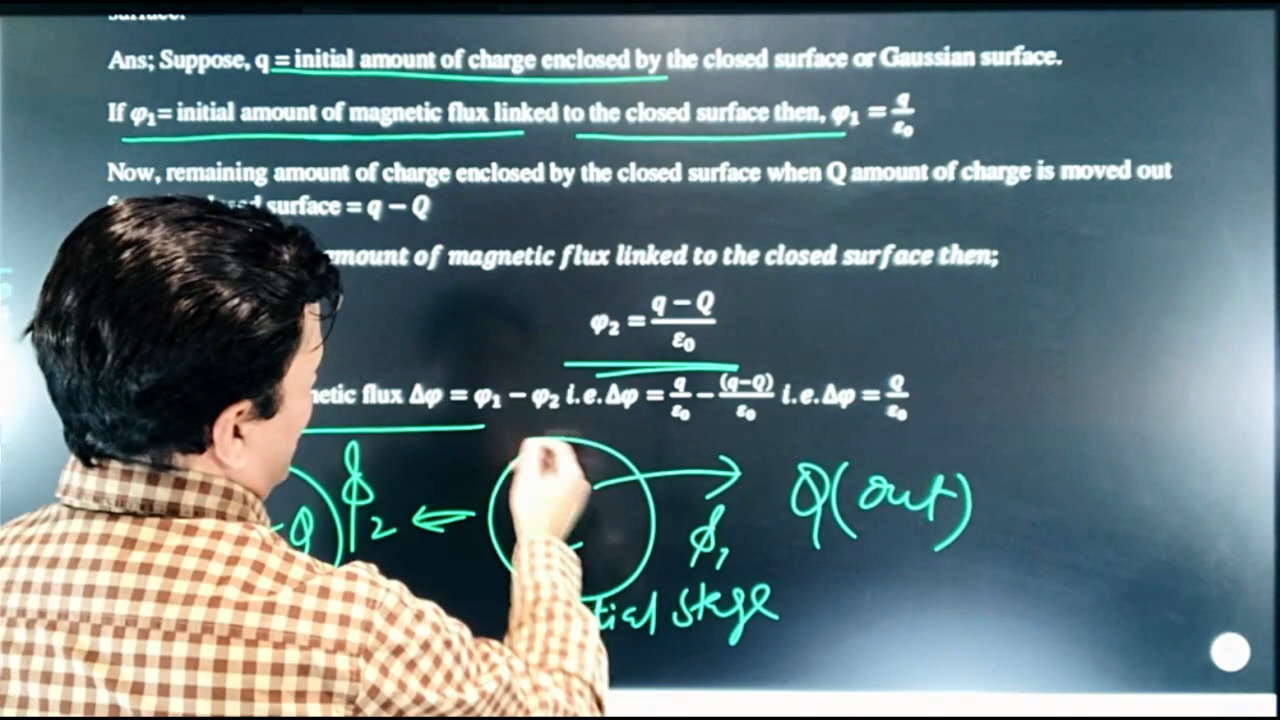 surface.
Ans; Suppose, q = initial amount of charge enclosed by the closed surface or Gaussian surface.
If φ₁= initial amount of magnetic flux linked to the closed surface then, φ₁ = q/ε₀
Now, remaining amount of charge enclosed by the closed surface when Q amount of charge is moved out
surface = q − Q
amount of magnetic flux linked to the closed surface then;
φ₂ = (q − Q)/ε₀
netic flux Δφ = φ₁ − φ₂ i.e.Δφ = q/ε₀ − (q−Q)/ε₀ i.e.Δφ = Q/ε₀
Q) ϕ₂ ← → ϕ₁ Q(out)
tial stage